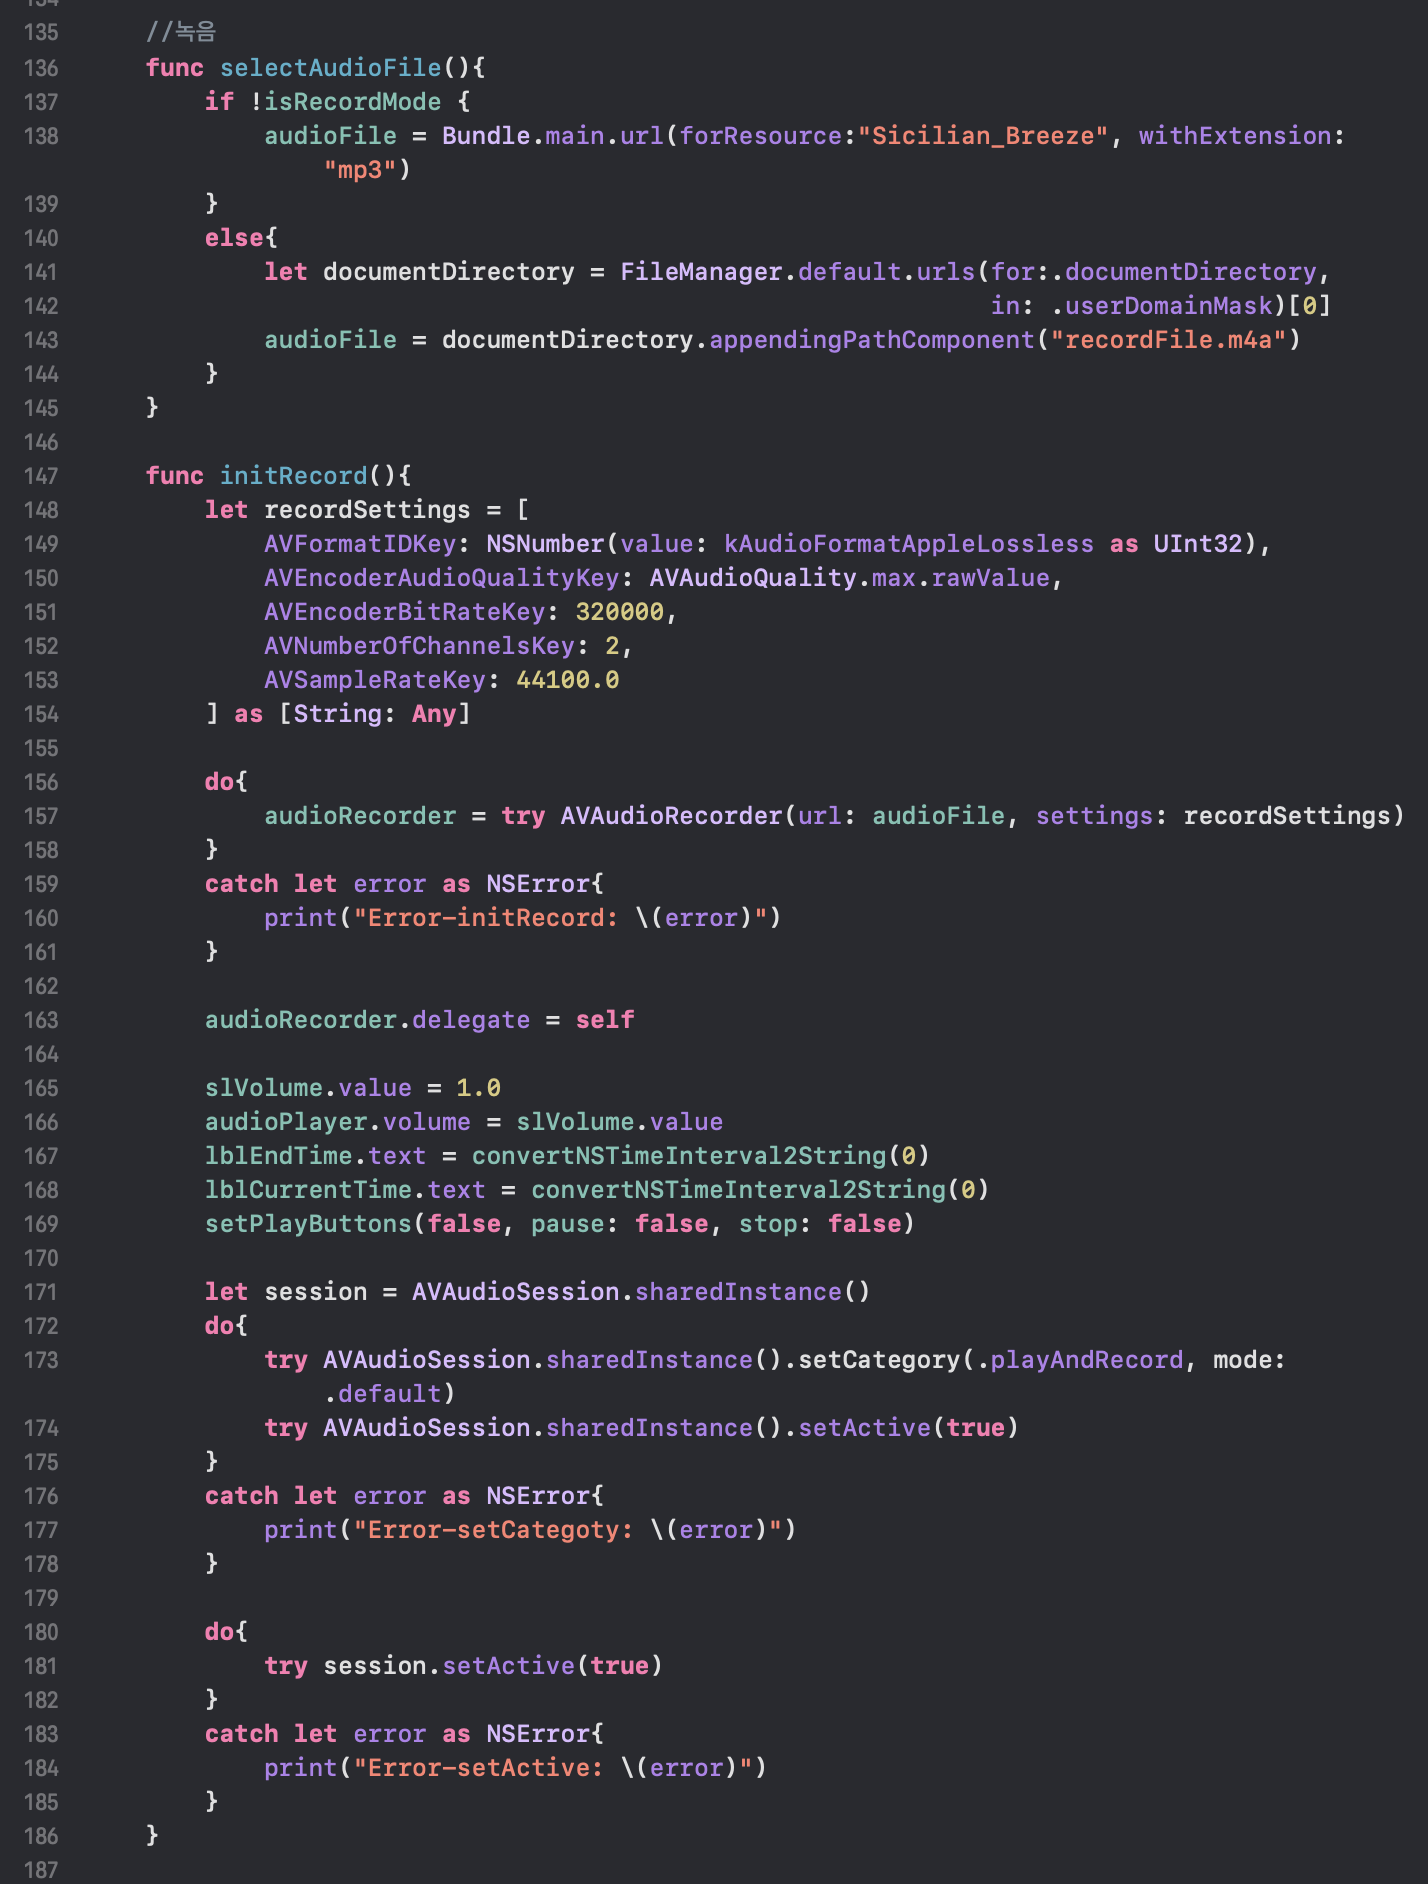 135 //녹음
136 func selectAudioFile(){
137 if !isRecordMode {
138 audioFile = Bundle.main.url(forResource:"Sicilian_Breeze", withExtension:
"mp3")
139 }
140 else{
141 let documentDirectory = FileManager.default.urls(for:.documentDirectory,
142 in: .userDomainMask)[0]
143 audioFile = documentDirectory.appendingPathComponent("recordFile.m4a")
144 }
145 }
146
147 func initRecord(){
148 let recordSettings = [
149 AVFormatIDKey: NSNumber(value: kAudioFormatAppleLossless as UInt32),
150 AVEncoderAudioQualityKey: AVAudioQuality.max.rawValue,
151 AVEncoderBitRateKey: 320000,
152 AVNumberOfChannelsKey: 2,
153 AVSampleRateKey: 44100.0
154 ] as [String: Any]
155
156 do{
157 audioRecorder = try AVAudioRecorder(url: audioFile, settings: recordSettings)
158 }
159 catch let error as NSError{
160 print("Error-initRecord: \(error)")
161 }
162
163 audioRecorder.delegate = self
164
165 slVolume.value = 1.0
166 audioPlayer.volume = slVolume.value
167 lblEndTime.text = convertNSTimeInterval2String(0)
168 lblCurrentTime.text = convertNSTimeInterval2String(0)
169 setPlayButtons(false, pause: false, stop: false)
170
171 let session = AVAudioSession.sharedInstance()
172 do{
173 try AVAudioSession.sharedInstance().setCategory(.playAndRecord, mode:
.default)
174 try AVAudioSession.sharedInstance().setActive(true)
175 }
176 catch let error as NSError{
177 print("Error-setCategoty: \(error)")
178 }
179
180 do{
181 try session.setActive(true)
182 }
183 catch let error as NSError{
184 print("Error-setActive: \(error)")
185 }
186 }
187